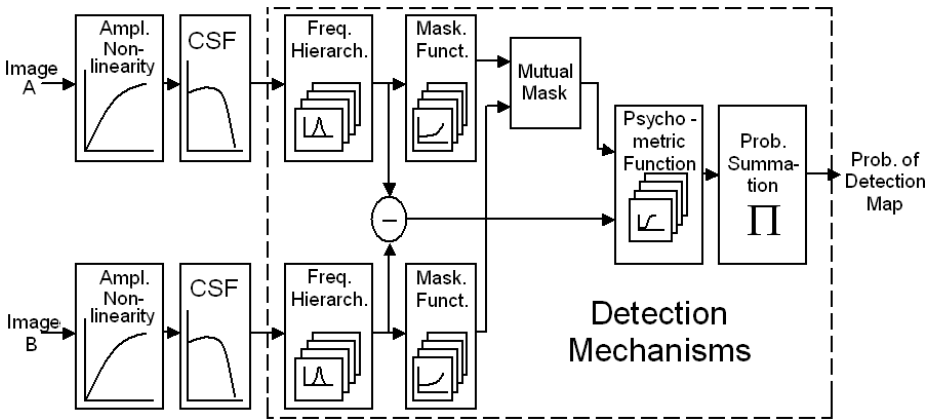 Image
A
Ampl.
Non-
linearity
CSF
Freq.
Hierarch.
Mask.
Funct.
Mutual
Mask
Psycho -
metric
Function
Prob.
Summa-
tion
Π
Prob. of
Detection
Map
−
Image
B
Ampl.
Non-
linearity
CSF
Freq.
Hierarch.
Mask.
Funct.
Detection
Mechanisms